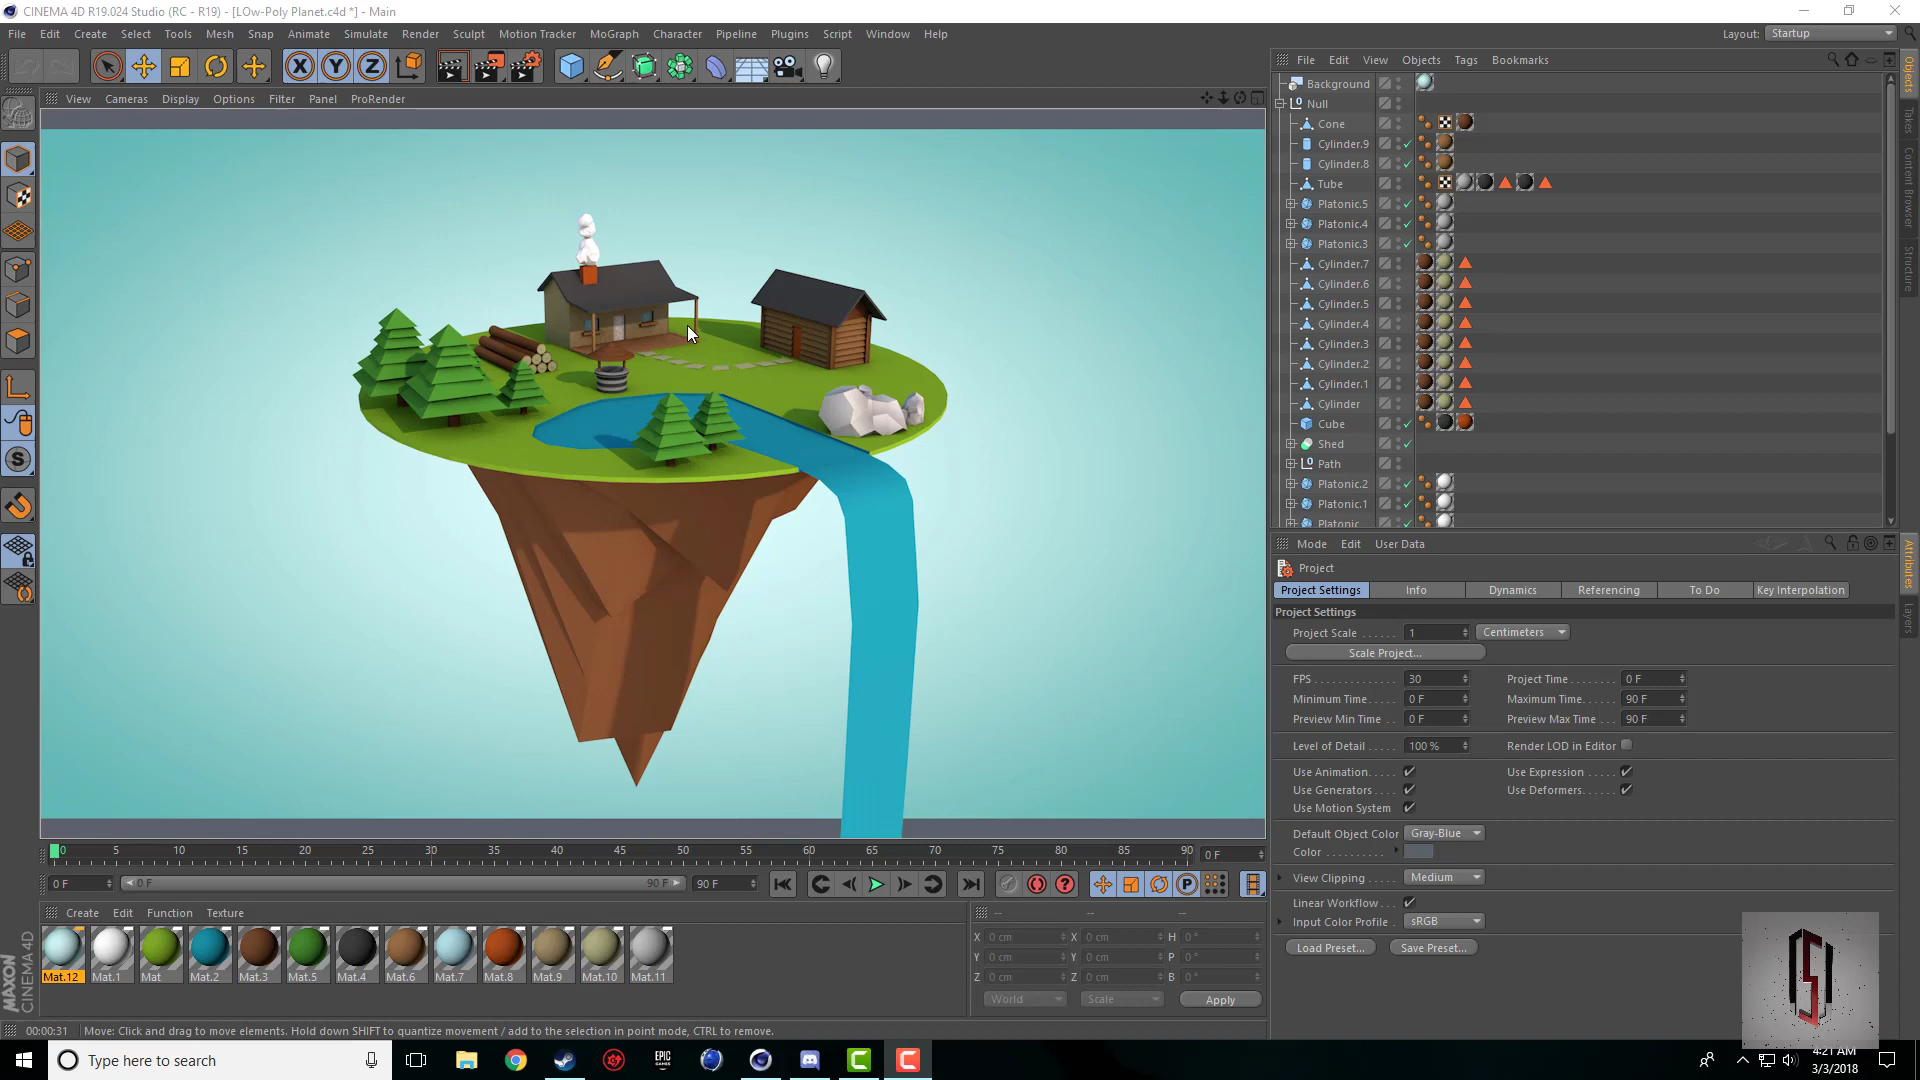 CINEMA 4D R19.024 Studio (RC - R19) - [LOw-Poly Planet.c4d *] - Main
File Edit Create Select Tools Mesh Snap Animate Simulate Render Sculpt Motion Tracker MoGraph Character Pipeline Plugins Script Window Help
Layout: Startup
X Y Z
File Edit View Objects Tags Bookmarks
View Cameras Display Options Filter Panel ProRender
Background
Null
Cone
Cylinder.9
Cylinder.8
Tube
Platonic.5
Platonic.4
Platonic.3
Cylinder.7
Cylinder.6
Cylinder.5
Cylinder.4
Cylinder.3
Cylinder.2
Cylinder.1
Cylinder
Cube
Shed
Path
Platonic.2
Platonic.1
Platonic
Objects
Takes
Content Browser
Structure
Mode Edit User Data
Project
Project Settings Info Dynamics Referencing To Do Key Interpolation
Project Settings
Project Scale 1 Centimeters
Scale Project...
FPS 30 Project Time 0 F
Minimum Time 0 F Maximum Time 90 F
Preview Min Time 0 F Preview Max Time 90 F
Level of Detail 100 % Render LOD in Editor
Use Animation Use Expression
Use Generators Use Deformers
Use Motion System
Default Object Color Gray-Blue
Color
View Clipping Medium
Linear Workflow
Input Color Profile sRGB
Load Preset... Save Preset...
Attributes
Layers
0 5 10 15 20 25 30 35 40 45 50 55 60 65 70 75 80 85 90 0 F
0 F 0 F 90 F 90 F
Create Edit Function Texture
Mat.12 Mat.1 Mat Mat.2 Mat.3 Mat.5 Mat.4 Mat.6 Mat.7 Mat.8 Mat.9 Mat.10 Mat.11
-- -- --
X 0 cm X 0 cm H 0 °
Y 0 cm Y 0 cm P 0 °
Z 0 cm Z 0 cm B 0 °
World Scale Apply
MAXON
CINEMA 4D
00:00:31 Move: Click and drag to move elements. Hold down SHIFT to quantize movement / add to the selection in point mode, CTRL to remove.
Type here to search
EPIC GAMES
4:21 AM
3/3/2018